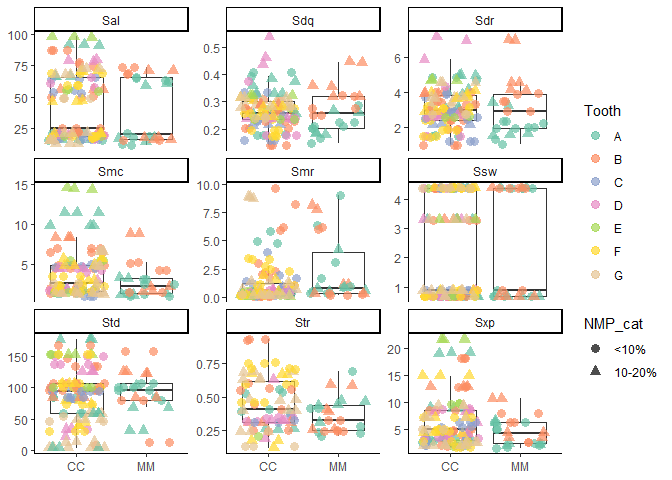 Sal
Sdq
Sdr
100
75
50
25
0.5
0.4
0.3
0.2
6
4
2
Smc
Smr
Ssw
15
10
5
10.0
7.5
5.0
2.5
0.0
4
3
2
1
Std
Str
Sxp
150
100
50
0
0.75
0.50
0.25
20
15
10
5
CC
MM
CC
MM
CC
MM
Tooth
A
B
C
D
E
F
G
NMP_cat
<10%
10-20%